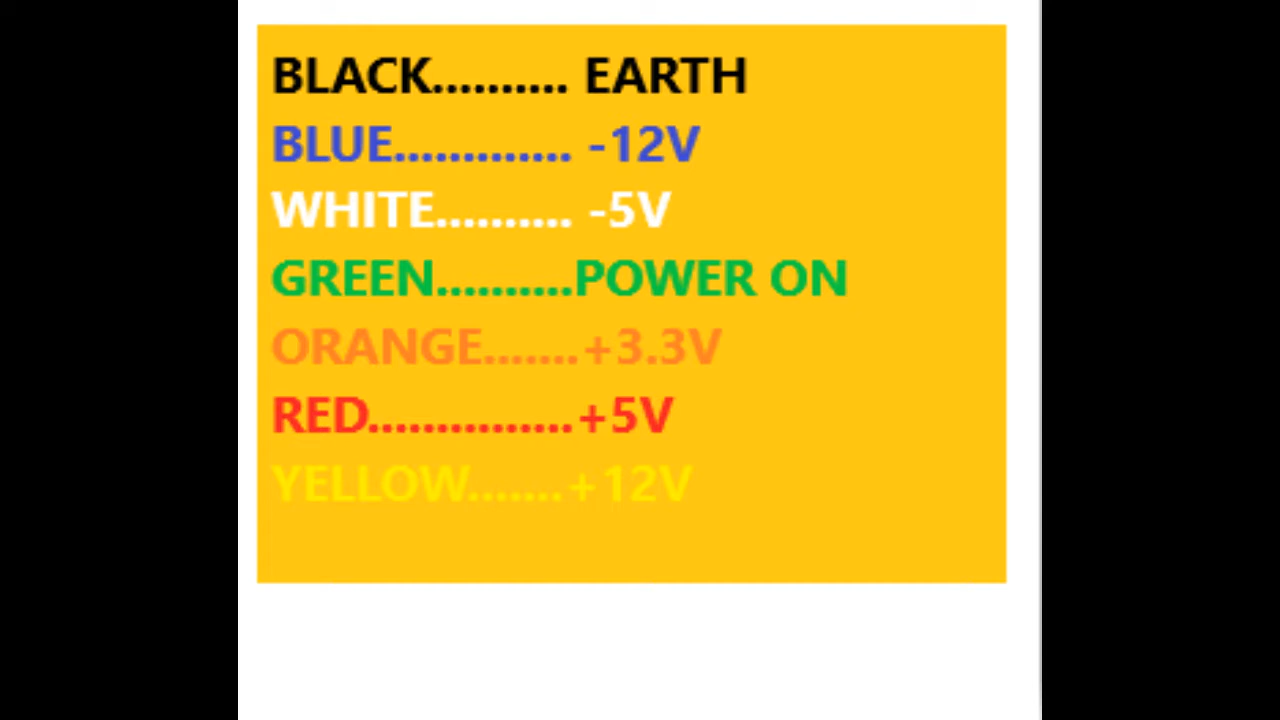 BLACK.......... EARTH
BLUE............. -12V
WHITE.......... -5V
GREEN..........POWER ON
ORANGE.......+3.3V
RED...............+5V
YELLOW.......+12V